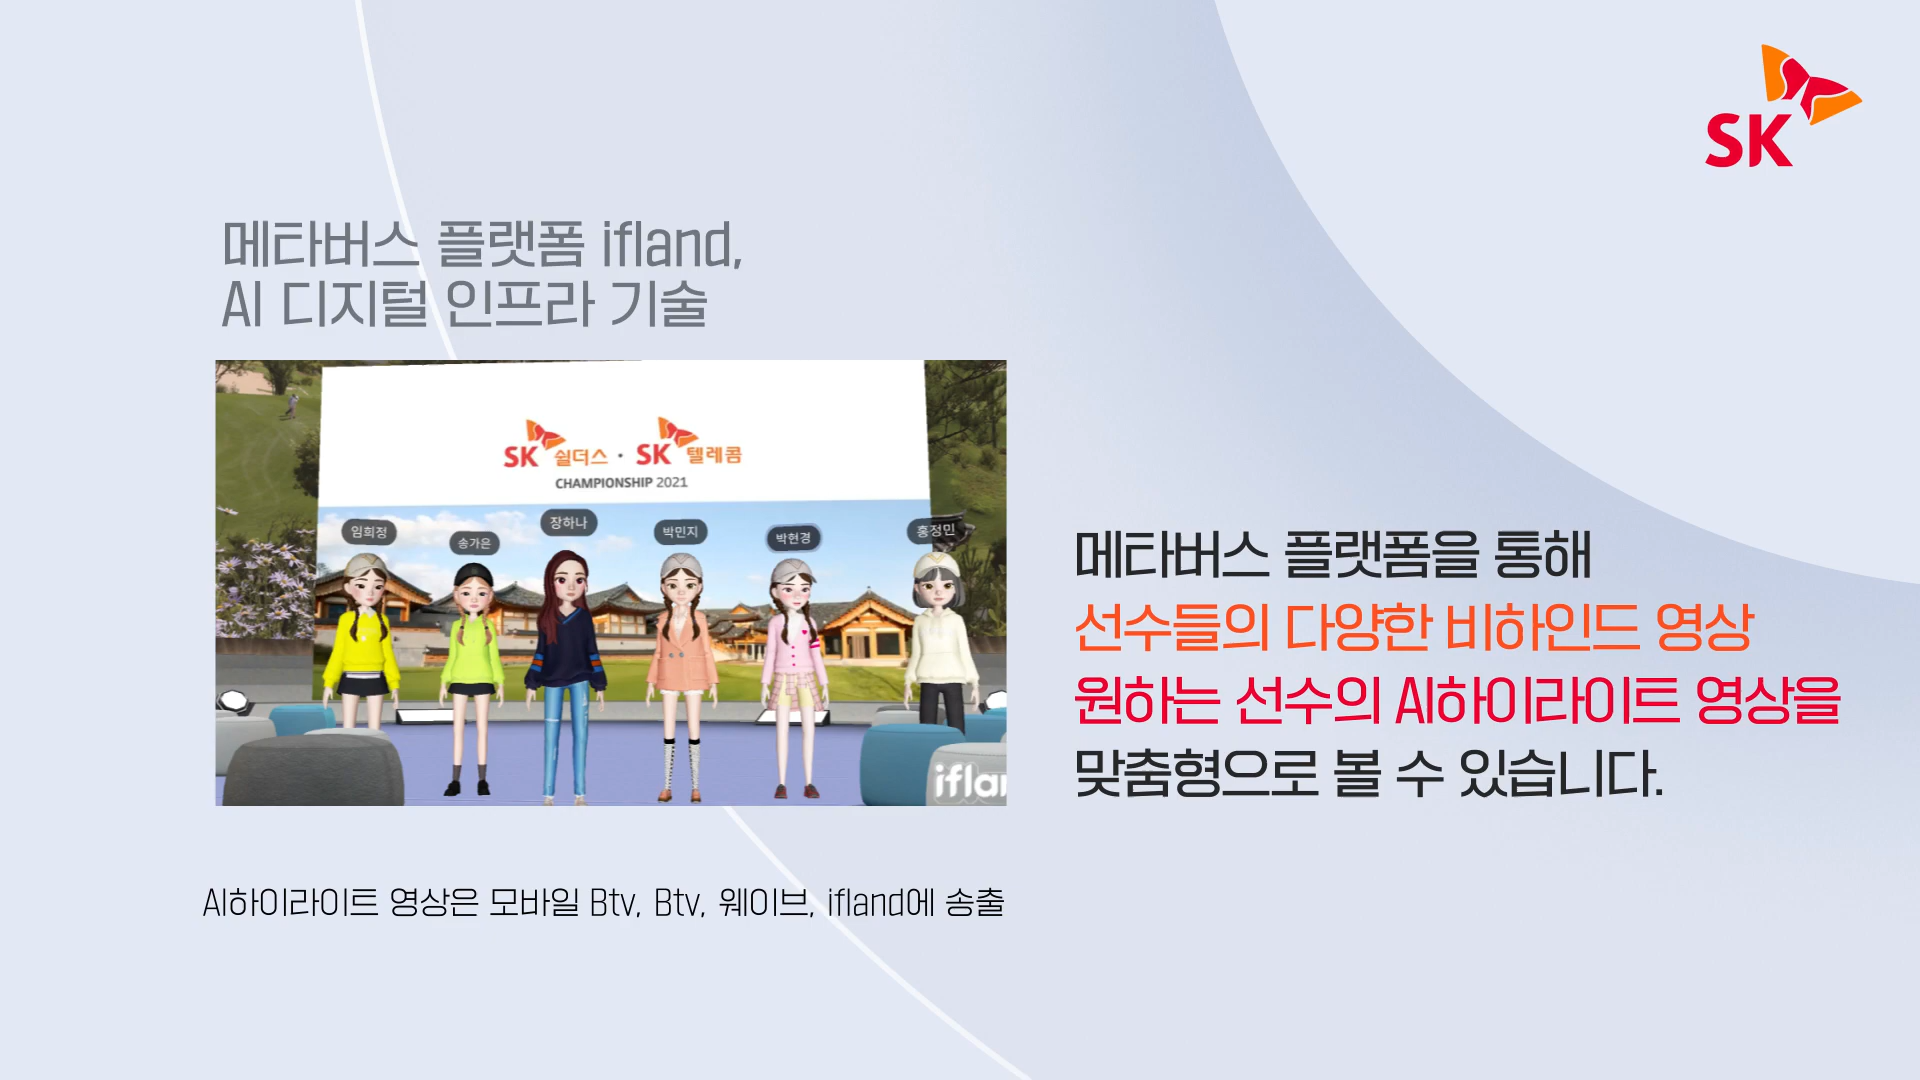 SK
메타버스 플랫폼 ifland,
AI 디지털 인프라 기술
SK 쉴더스 · SK 텔레콤
CHAMPIONSHIP 2021
임희정
송가은
장하나
박민지
박현경
홍정민
iflan
메타버스 플랫폼을 통해
선수들의 다양한 비하인드 영상
원하는 선수의 AI하이라이트 영상을
맞춤형으로 볼 수 있습니다.
AI하이라이트 영상은 모바일 Btv, Btv, 웨이브, ifland에 송출